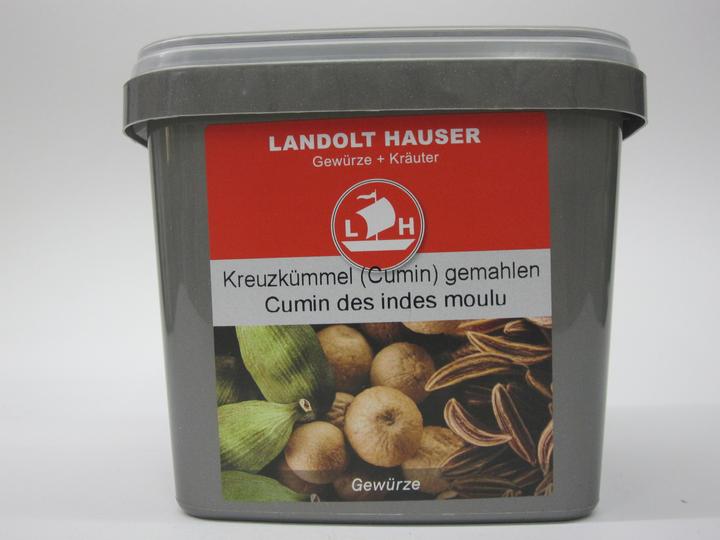 LANDOLT HAUSER
Gewürze + Kräuter
L H
Kreuzkümmel (Cumin) gemahlen
Cumin des indes moulu
Gewürze